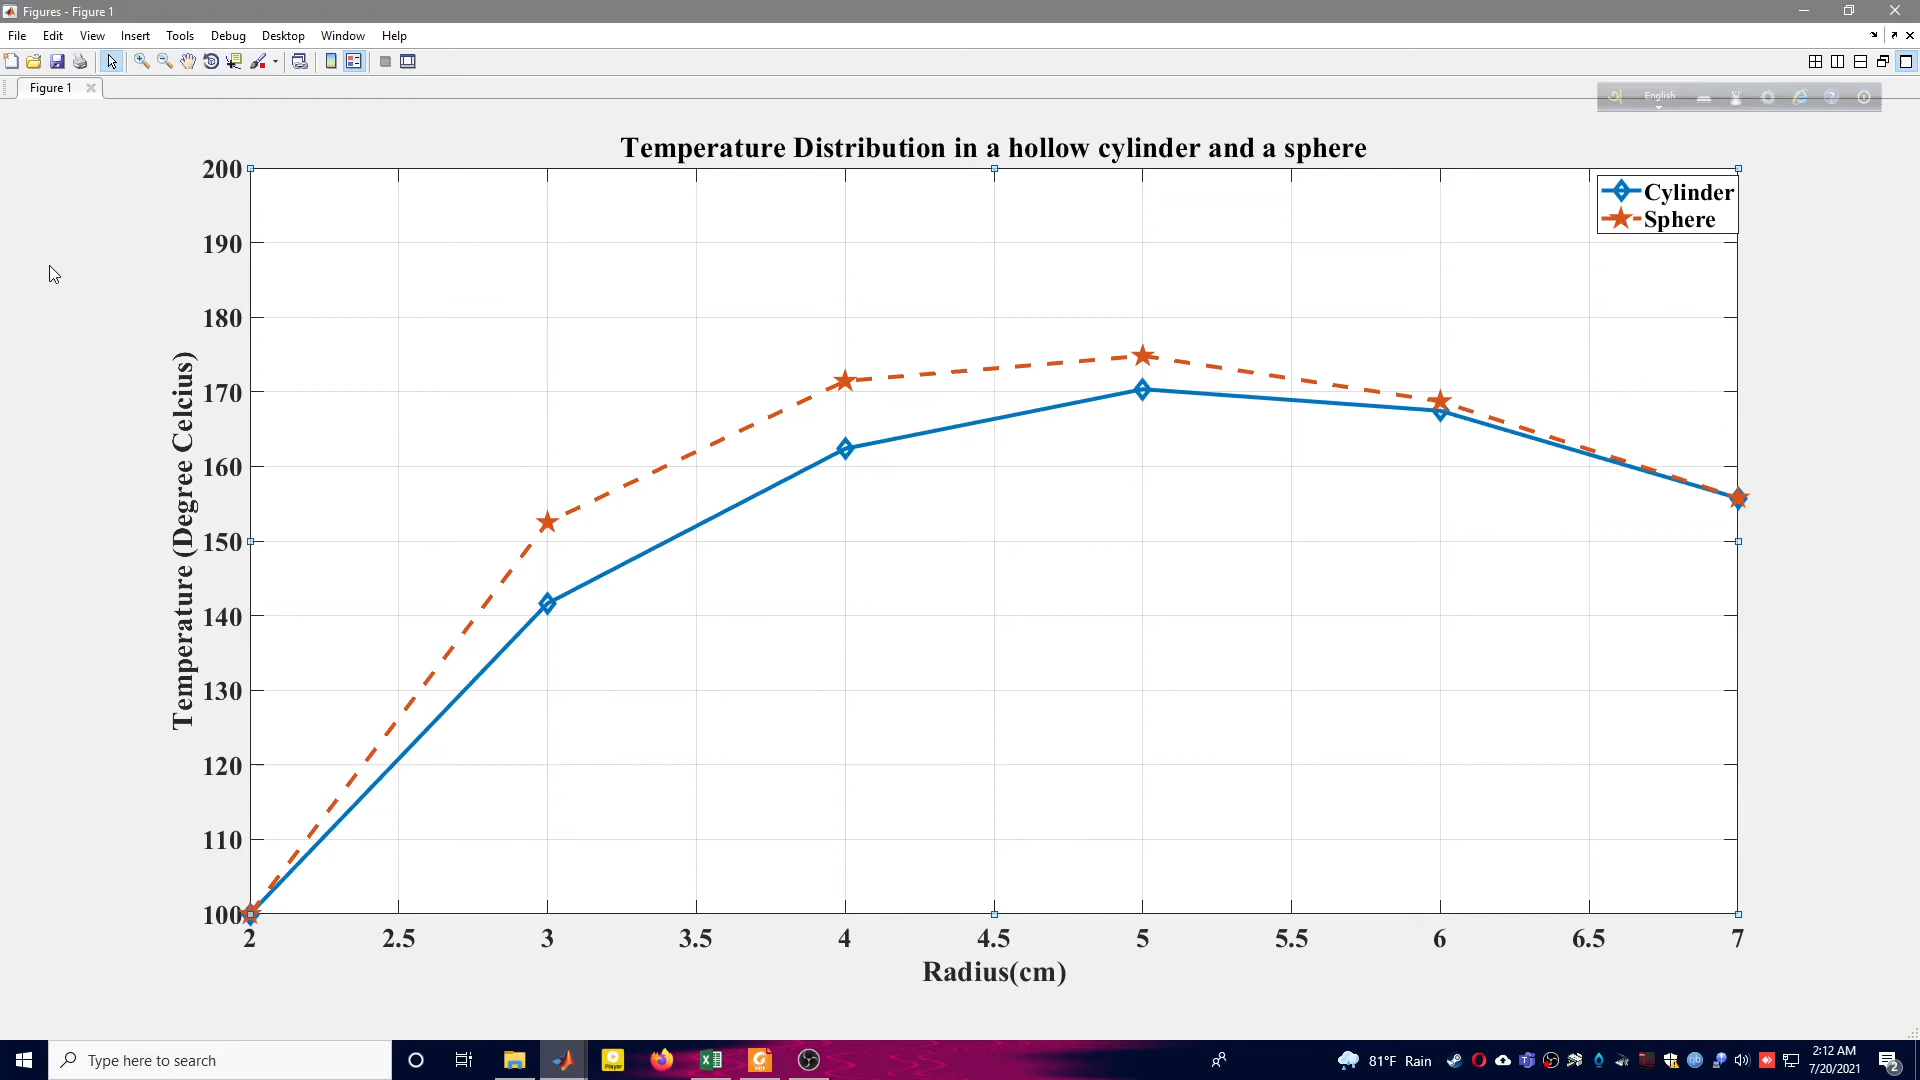 Figures - Figure 1
File Edit View Insert Tools Debug Desktop Window Help
Figure 1
English
Temperature Distribution in a hollow cylinder and a sphere
Cylinder
Sphere
Temperature (Degree Celcius)
200
190
180
170
160
150
140
130
120
110
100
2 2.5 3 3.5 4 4.5 5 5.5 6 6.5 7
Radius(cm)
Type here to search
Player
81°F Rain
2:12 AM
7/20/2021
2